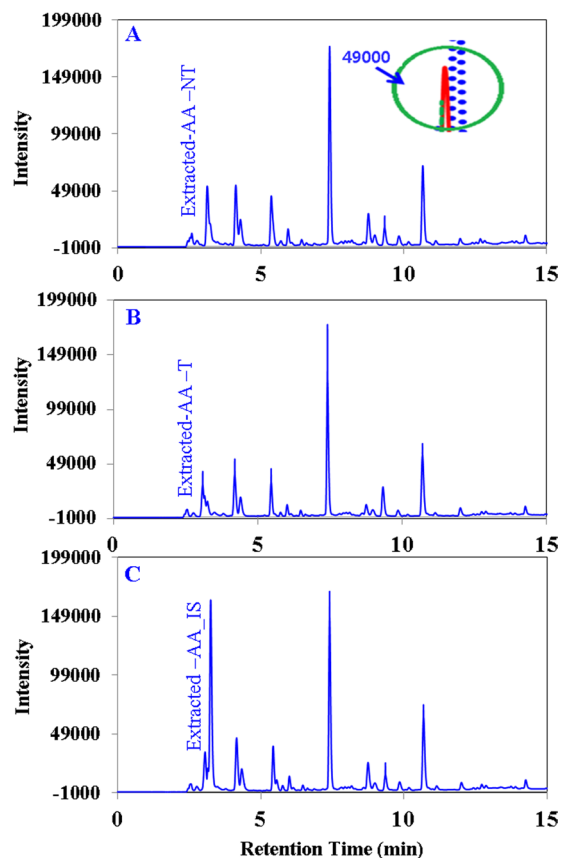 A
Extracted-AA –NT
49000
Intensity
199000
149000
99000
49000
-1000
0 5 10 15
B
Extracted-AA –T
Intensity
199000
149000
99000
49000
-1000
0 5 10 15
C
Extracted –AA_IS
Intensity
199000
149000
99000
49000
-1000
0 5 10 15
Retention Time (min)